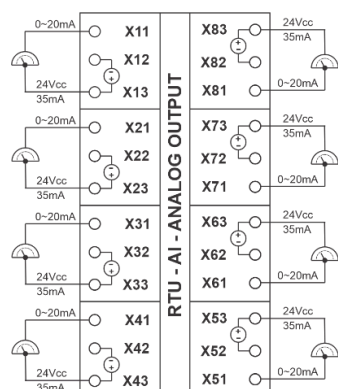 0~20mA X11
X12
24Vcc X13
35mA
0~20mA X21
X22
24Vcc X23
35mA
0~20mA X31
X32
24Vcc X33
35mA
0~20mA X41
X42
24Vcc X43
35mA
RTU - AI - ANALOG OUTPUT
X83 24Vcc
35mA
X82
X81 0~20mA
X73 24Vcc
35mA
X72
X71 0~20mA
X63 24Vcc
35mA
X62
X61 0~20mA
X53 24Vcc
35mA
X52
X51 0~20mA